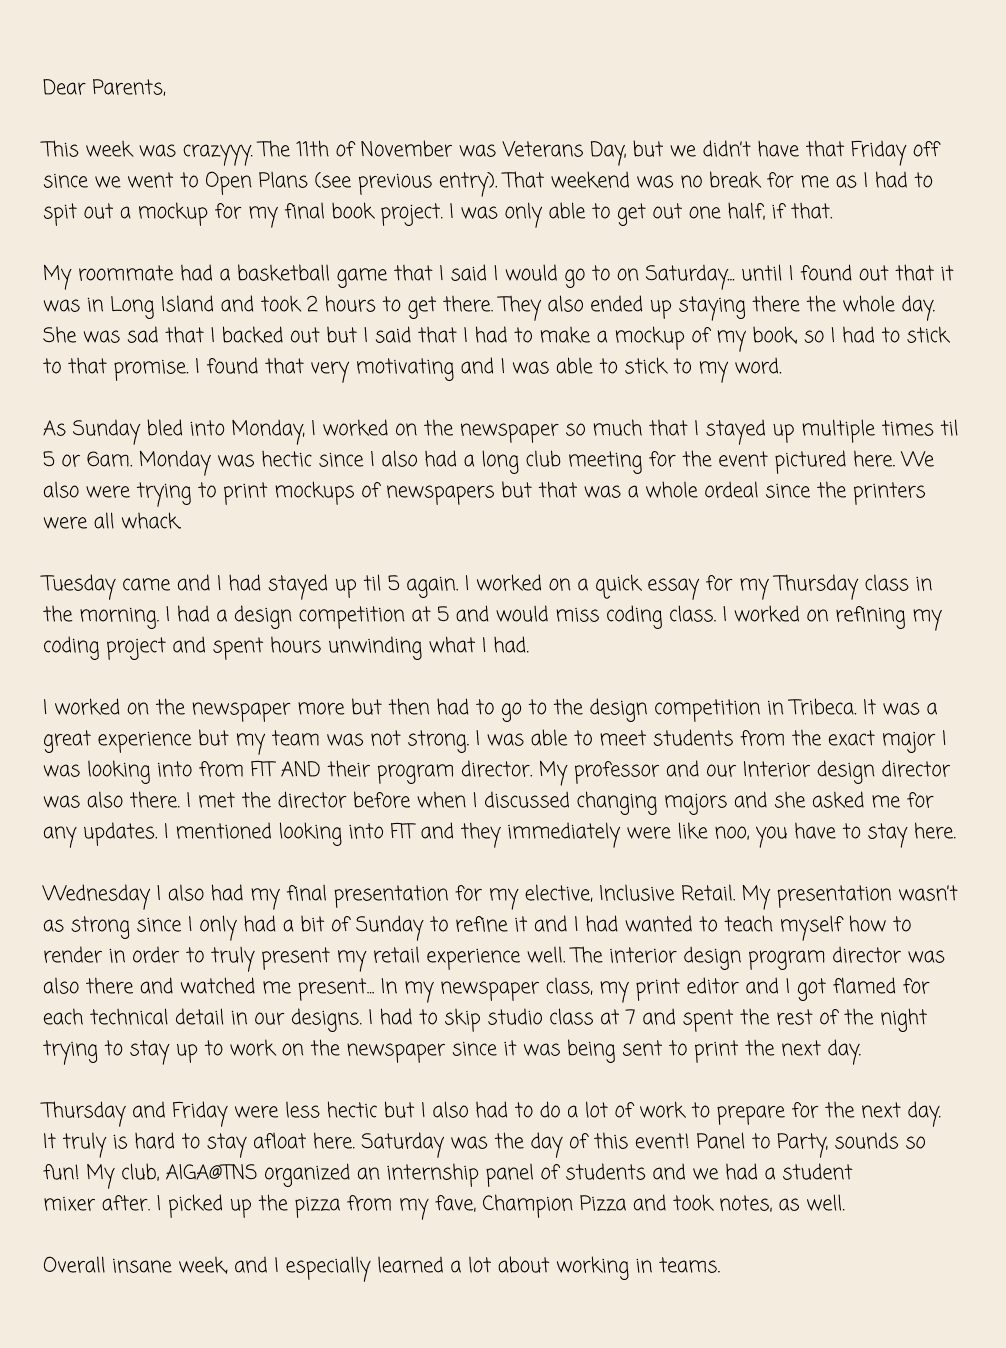 Dear Parents,
This week was crazyyy. The 11th of November was Veterans Day, but we didn't have that Friday off
since we went to Open Plans (see previous entry). That weekend was no break for me as I had to
spit out a mockup for my final book project. I was only able to get out one half, if that.
My roommate had a basketball game that I said I would go to on Saturday... until I found out that it
was in Long Island and took 2 hours to get there. They also ended up staying there the whole day.
She was sad that I backed out but I said that I had to make a mockup of my book, so I had to stick
to that promise. I found that very motivating and I was able to stick to my word.
As Sunday bled into Monday, I worked on the newspaper so much that I stayed up multiple times til
5 or 6am. Monday was hectic since I also had a long club meeting for the event pictured here. We
also were trying to print mockups of newspapers but that was a whole ordeal since the printers
were all whack.
Tuesday came and I had stayed up til 5 again. I worked on a quick essay for my Thursday class in
the morning. I had a design competition at 5 and would miss coding class. I worked on refining my
coding project and spent hours unwinding what I had.
I worked on the newspaper more but then had to go to the design competition in Tribeca. It was a
great experience but my team was not strong. I was able to meet students from the exact major I
was looking into from FIT AND their program director. My professor and our Interior design director
was also there. I met the director before when I discussed changing majors and she asked me for
any updates. I mentioned looking into FIT and they immediately were like noo, you have to stay here.
Wednesday I also had my final presentation for my elective, Inclusive Retail. My presentation wasn't
as strong since I only had a bit of Sunday to refine it and I had wanted to teach myself how to
render in order to truly present my retail experience well. The interior design program director was
also there and watched me present... In my newspaper class, my print editor and I got flamed for
each technical detail in our designs. I had to skip studio class at 7 and spent the rest of the night
trying to stay up to work on the newspaper since it was being sent to print the next day.
Thursday and Friday were less hectic but I also had to do a lot of work to prepare for the next day.
It truly is hard to stay afloat here. Saturday was the day of this event! Panel to Party, sounds so
fun! My club, AIGA@TNS organized an internship panel of students and we had a student
mixer after. I picked up the pizza from my fave, Champion Pizza and took notes, as well.
Overall insane week, and I especially learned a lot about working in teams.